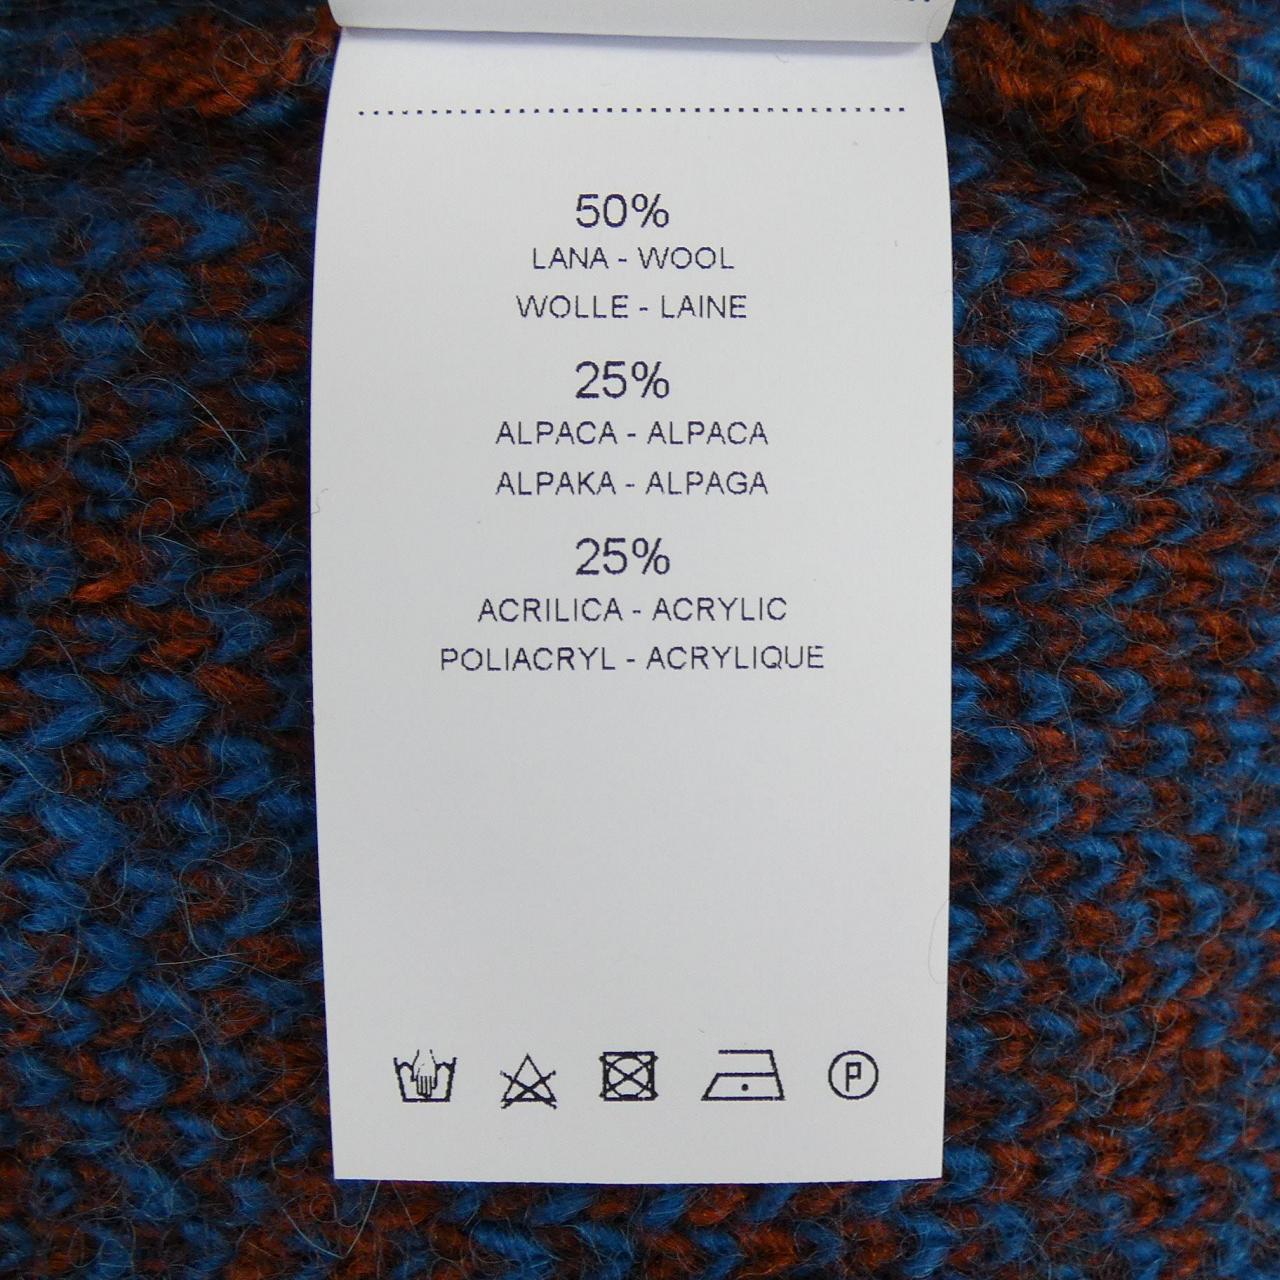 50%
LANA - WOOL
WOLLE - LAINE
25%
ALPACA - ALPACA
ALPAKA - ALPAGA
25%
ACRILICA - ACRYLIC
POLIACRYL - ACRYLIQUE
P